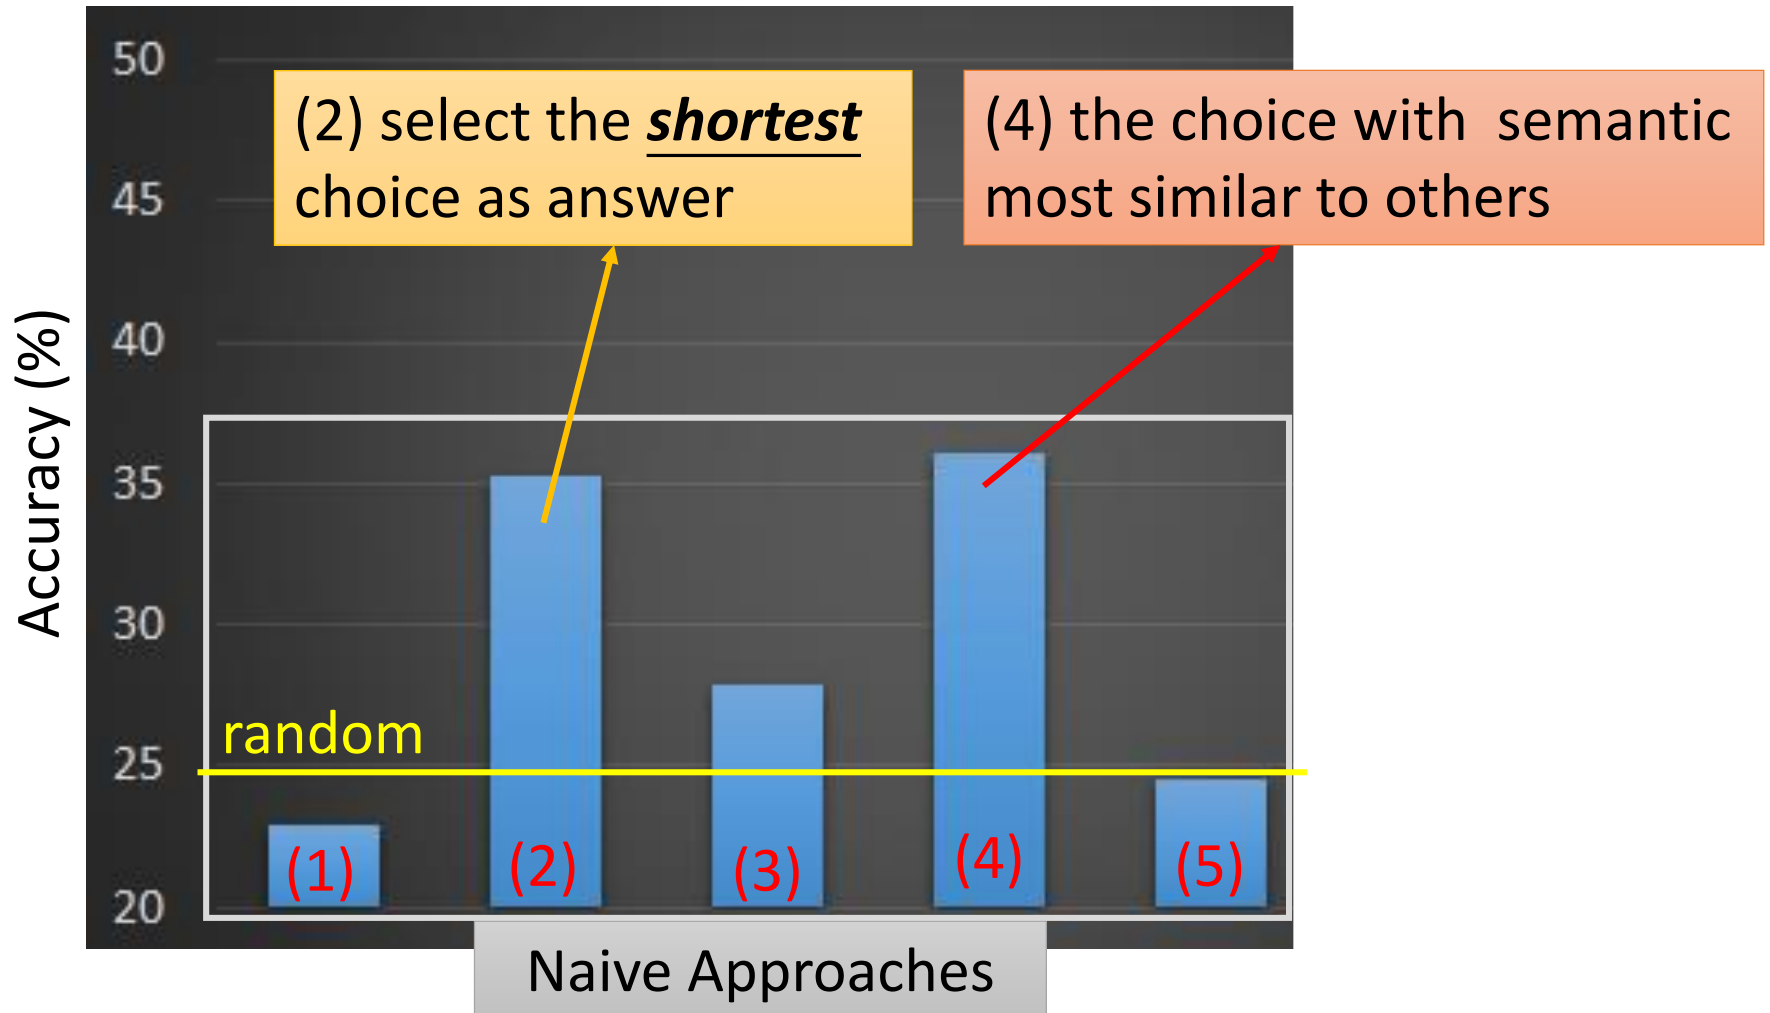 50
(2) select the shortest
choice as answer
(4) the choice with semantic
most similar to others
45
40
35
30
25
20
Accuracy (%)
random
(1)
(2)
(3)
(4)
(5)
Naive Approaches